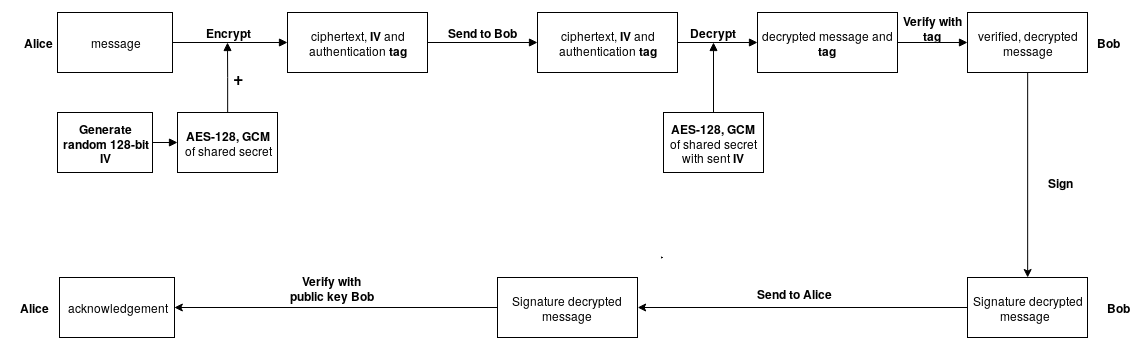 Alice
message
Encrypt
ciphertext, IV and
authentication tag
Send to Bob
ciphertext, IV and
authentication tag
Decrypt
decrypted message and
tag
Verify with
tag
verified, decrypted
message
Bob
+
Generate
random 128-bit
IV
AES-128, GCM
of shared secret
AES-128, GCM
of shared secret
with sent IV
Sign
Alice
acknowledgement
Verify with
public key Bob
Signature decrypted
message
Send to Alice
Signature decrypted
message
Bob